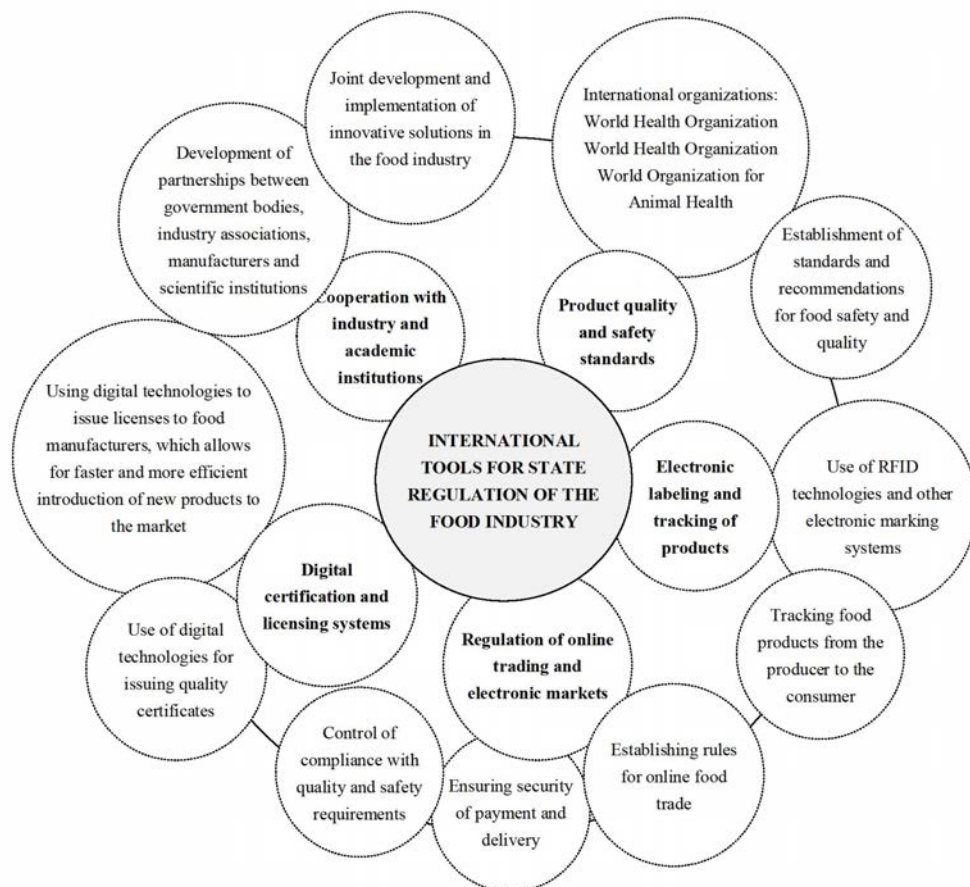 Joint development and
implementation of
innovative solutions in
the food industry
International organizations:
World Health Organization
World Health Organization
World Organization for
Animal Health
Development of
partnerships between
government bodies,
industry associations,
manufacturers and
scientific institutions
Establishment of
standards and
recommendations
for food safety and
quality
Cooperation with
industry and
academic
institutions
Product quality
and safety
standards
Using digital technologies to
issue licenses to food
manufacturers, which allows
for faster and more efficient
introduction of new products to
the market
INTERNATIONAL
TOOLS FOR STATE
REGULATION OF THE
FOOD INDUSTRY
Electronic
labeling and
tracking of
products
Use of RFID
technologies and other
electronic marking
systems
Digital
certification and
licensing systems
Use of digital
technologies for
issuing quality
certificates
Regulation of online
trading and
electronic markets
Tracking food
products from the
producer to the
consumer
Control of
compliance with
quality and safety
requirements
Ensuring security
of payment and
delivery
Establishing rules
for online food
trade